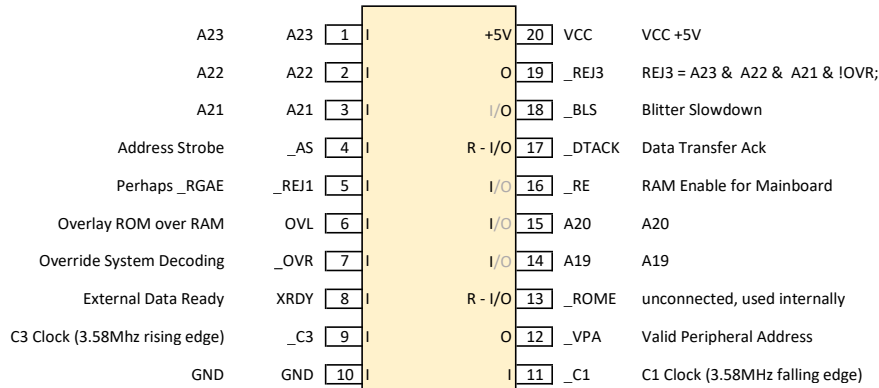 A23 A23 1 I +5V 20 VCC VCC +5V
A22 A22 2 I O 19 _REJ3 REJ3 = A23 & A22 & A21 & !OVR;
A21 A21 3 I I/O 18 _BLS Blitter Slowdown
Address Strobe _AS 4 I R - I/O 17 _DTACK Data Transfer Ack
Perhaps _RGAE _REJ1 5 I I/O 16 _RE RAM Enable for Mainboard
Overlay ROM over RAM OVL 6 I I/O 15 A20 A20
Override System Decoding _OVR 7 I I/O 14 A19 A19
External Data Ready XRDY 8 I R - I/O 13 _ROME unconnected, used internally
C3 Clock (3.58Mhz rising edge) _C3 9 I O 12 _VPA Valid Peripheral Address
GND GND 10 I I 11 _C1 C1 Clock (3.58MHz falling edge)